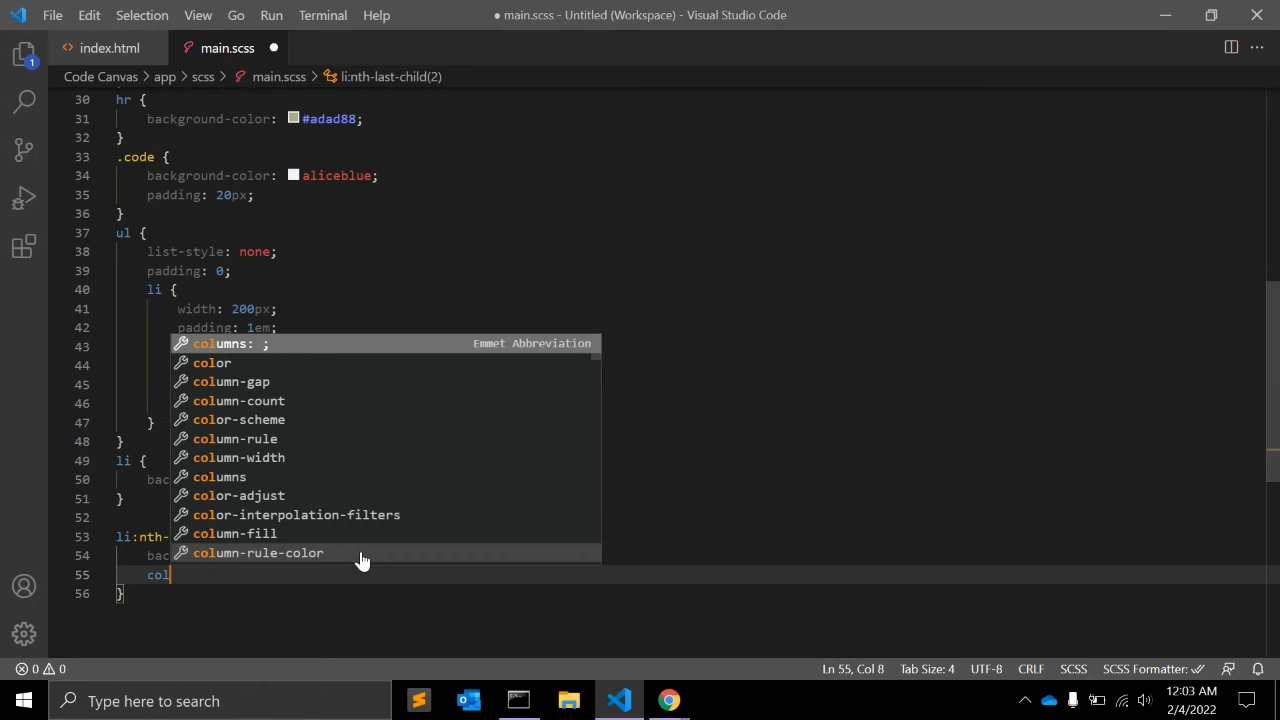 File Edit Selection View Go Run Terminal Help
● main.scss - Untitled (Workspace) - Visual Studio Code
index.html
main.scss
Code Canvas > app > scss > main.scss > li:nth-last-child(2)
30 hr {
31 background-color: #adad88;
32 }
33 .code {
34 background-color: aliceblue;
35 padding: 20px;
36 }
37 ul {
38 list-style: none;
39 padding: 0;
40 li {
41 width: 200px;
42 padding: 1em;
43
44
45
46
47 }
48 }
49 li {
50 bac
51 }
52
53 li:nth-
54 bac
55 col
56 }
columns: ; Emmet Abbreviation
color
column-gap
column-count
color-scheme
column-rule
column-width
columns
color-adjust
color-interpolation-filters
column-fill
column-rule-color
1
0 0
Ln 55, Col 8 Tab Size: 4 UTF-8 CRLF SCSS SCSS Formatter:
Type here to search
12:03 AM
2/4/2022